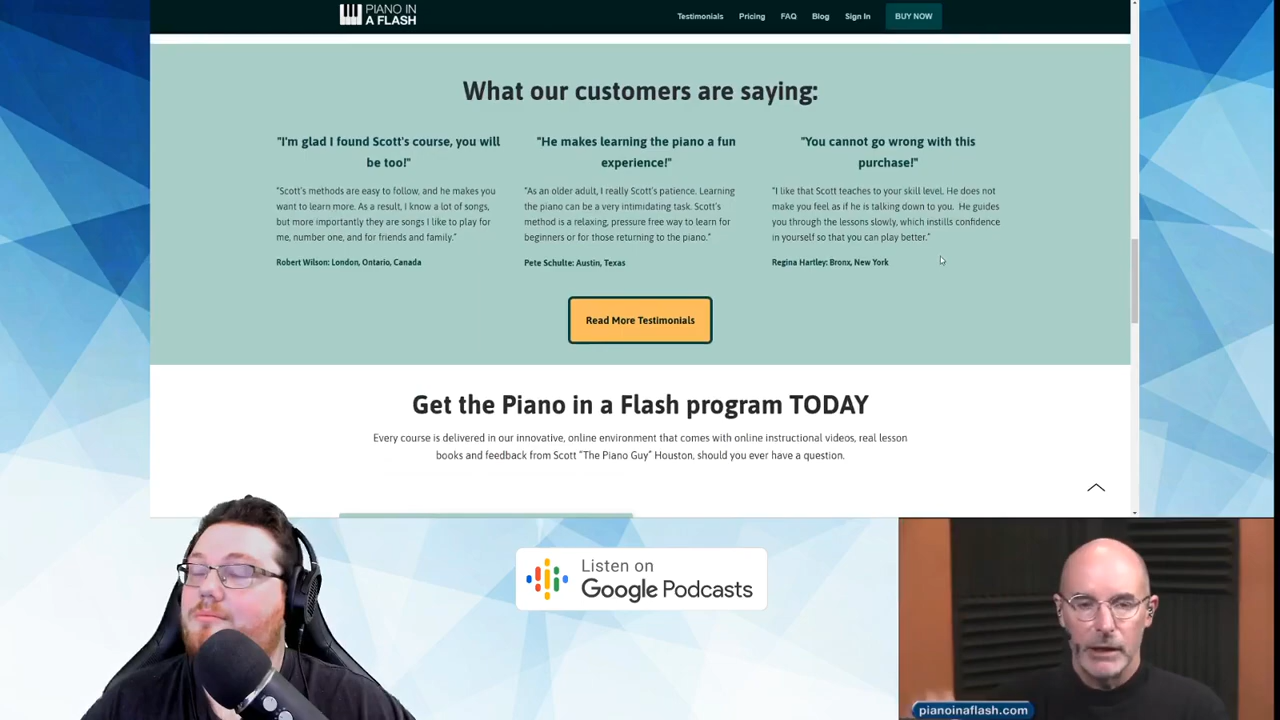 PIANO IN
A FLASH
Testimonials
Pricing
FAQ
Blog
Sign In
BUY NOW
What our customers are saying:
"I'm glad I found Scott's course, you will
be too!"
"Scott's methods are easy to follow, and he makes you
want to learn more. As a result, I know a lot of songs,
but more importantly they are songs I like to play for
me, number one, and for friends and family."
Robert Wilson: London, Ontario, Canada
"He makes learning the piano a fun
experience!"
"As an older adult, I really Scott's patience. Learning
the piano can be a very intimidating task. Scott's
method is a relaxing, pressure free way to learn for
beginners or for those returning to the piano."
Pete Schulte: Austin, Texas
"You cannot go wrong with this
purchase!"
"I like that Scott teaches to your skill level. He does not
make you feel as if he is talking down to you. He guides
you through the lessons slowly, which instills confidence
in yourself so that you can play better."
Regina Hartley: Bronx, New York
Read More Testimonials
Get the Piano in a Flash program TODAY
Every course is delivered in our innovative, online environment that comes with online instructional videos, real lesson
books and feedback from Scott "The Piano Guy" Houston, should you ever have a question.
Listen on
Google Podcasts
pianoinaflash.com